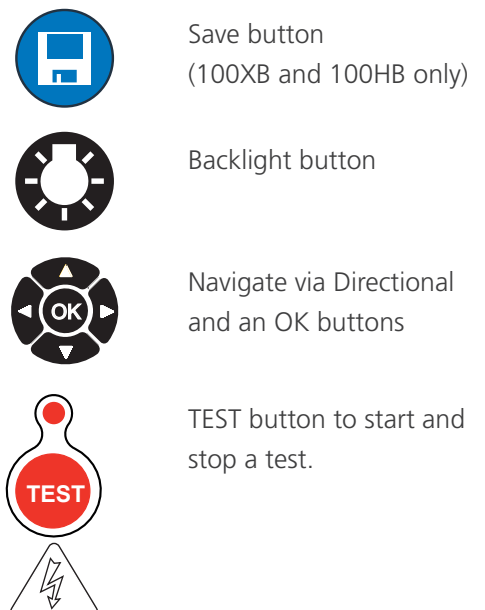 Save button
(100XB and 100HB only)
Backlight button
OK
Navigate via Directional
and an OK buttons
TEST button to start and
stop a test.
TEST